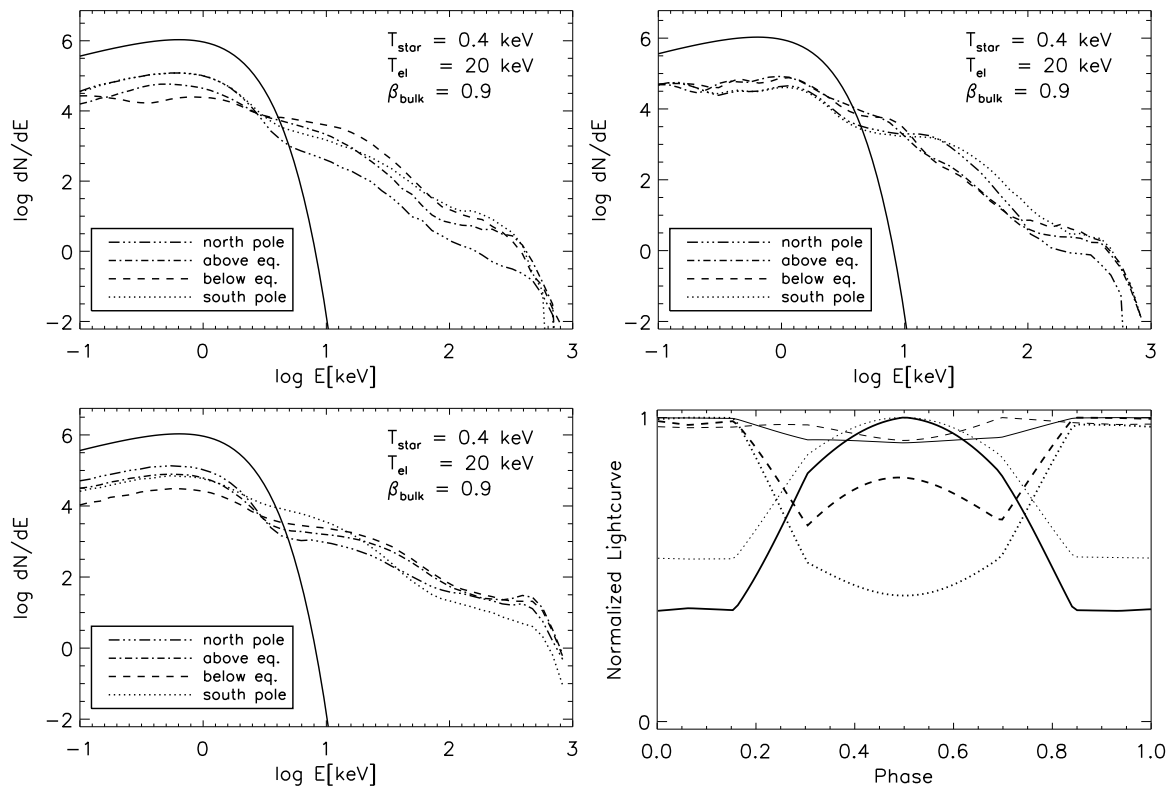 6
4
2
0
−2
log dN/dE
T_star = 0.4 keV
T_el = 20 keV
β_bulk = 0.9
north pole
above eq.
below eq.
south pole
−1 0 1 2 3
log E[keV]
6
4
2
0
−2
log dN/dE
T_star = 0.4 keV
T_el = 20 keV
β_bulk = 0.9
north pole
above eq.
below eq.
south pole
−1 0 1 2 3
log E[keV]
6
4
2
0
−2
log dN/dE
T_star = 0.4 keV
T_el = 20 keV
β_bulk = 0.9
north pole
above eq.
below eq.
south pole
−1 0 1 2 3
log E[keV]
1
0
Normalized Lightcurve
0.0 0.2 0.4 0.6 0.8 1.0
Phase